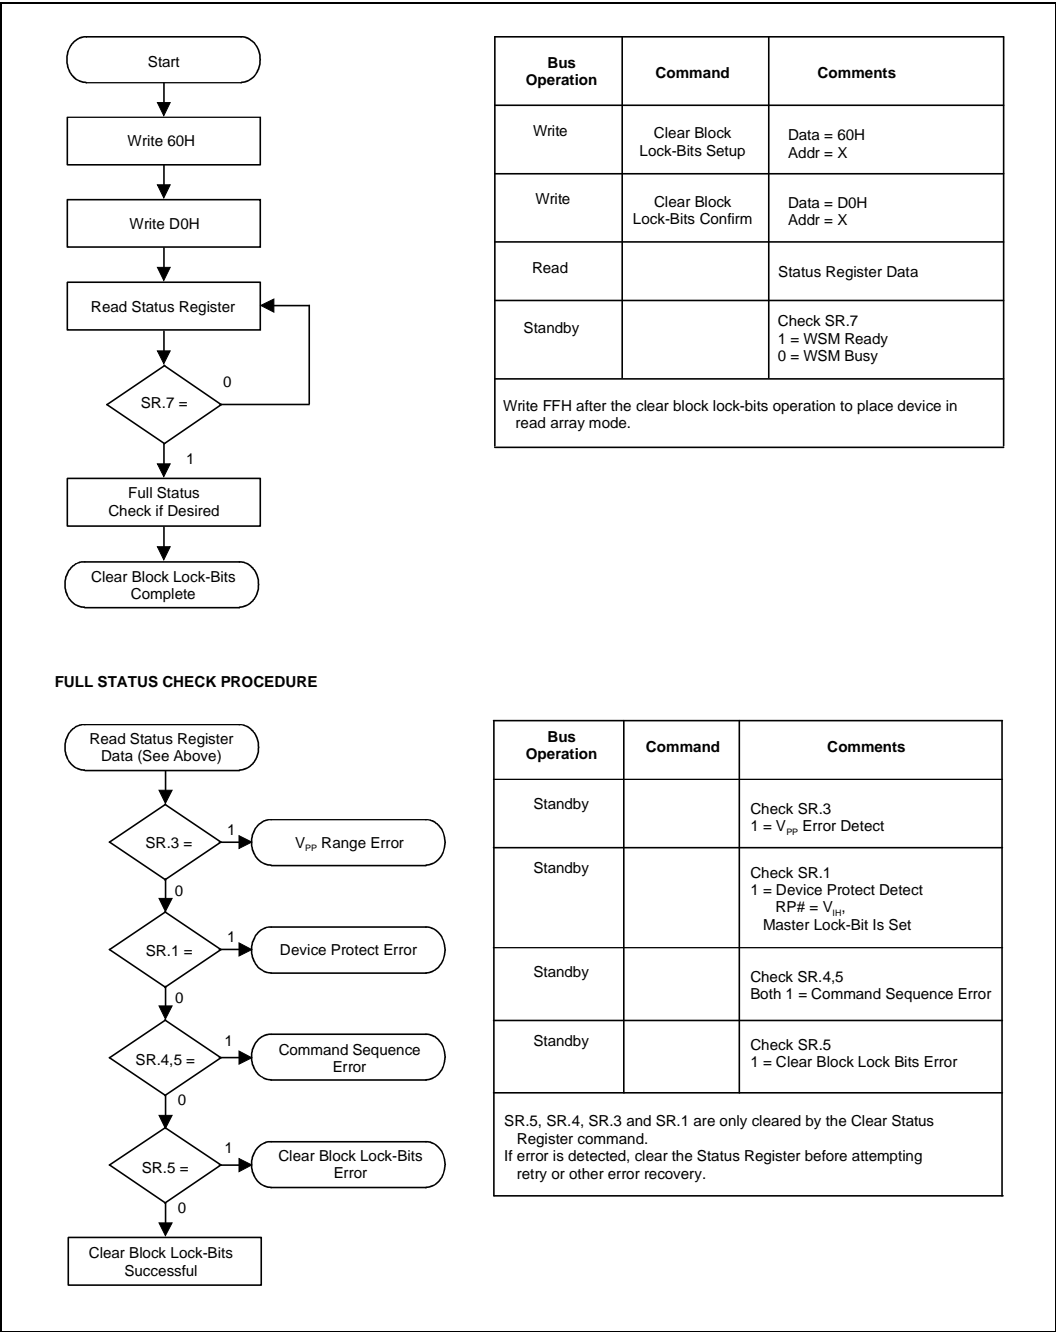 Start
Write 60H
Write D0H
Read Status Register
0
SR.7 =
1
Full Status
Check if Desired
Clear Block Lock-Bits
Complete
Bus
Operation
Command
Comments
Write
Clear Block
Lock-Bits Setup
Data = 60H
Addr = X
Write
Clear Block
Lock-Bits Confirm
Data = D0H
Addr = X
Read
Status Register Data
Standby
Check SR.7
1 = WSM Ready
0 = WSM Busy
Write FFH after the clear block lock-bits operation to place device in
read array mode.
FULL STATUS CHECK PROCEDURE
Read Status Register
Data (See Above)
SR.3 =
1
VPP Range Error
0
SR.1 =
1
Device Protect Error
0
SR.4,5 =
1
Command Sequence
Error
0
SR.5 =
1
Clear Block Lock-Bits
Error
0
Clear Block Lock-Bits
Successful
Bus
Operation
Command
Comments
Standby
Check SR.3
1 = VPP Error Detect
Standby
Check SR.1
1 = Device Protect Detect
RP# = VIH,
Master Lock-Bit Is Set
Standby
Check SR.4,5
Both 1 = Command Sequence Error
Standby
Check SR.5
1 = Clear Block Lock Bits Error
SR.5, SR.4, SR.3 and SR.1 are only cleared by the Clear Status
Register command.
If error is detected, clear the Status Register before attempting
retry or other error recovery.